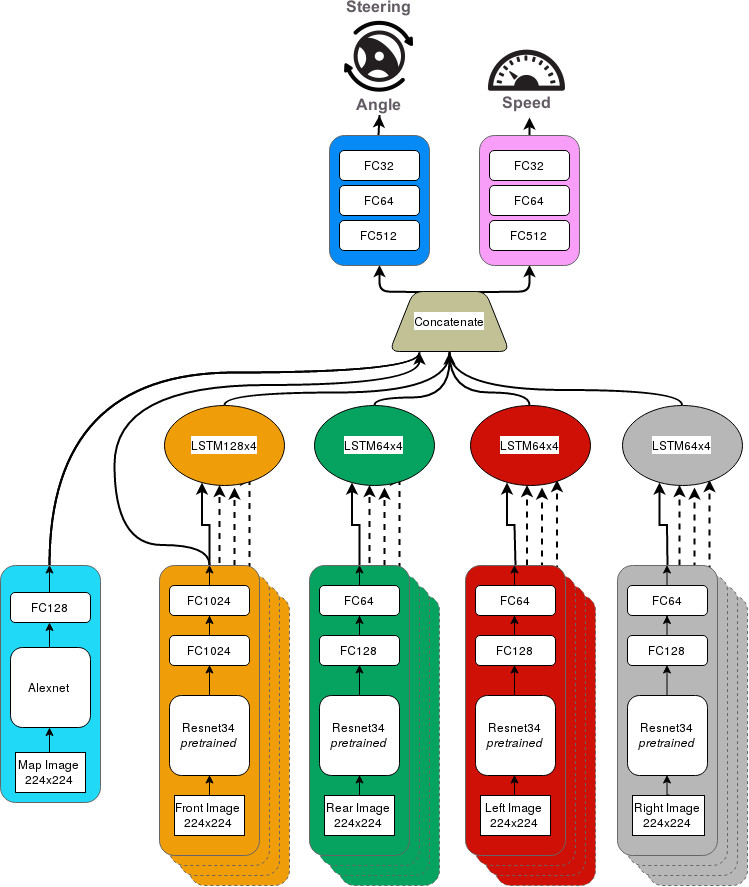 Steering
Angle
Speed
FC32
FC64
FC512
FC32
FC64
FC512
Concatenate
LSTM128x4
LSTM64x4
LSTM64x4
LSTM64x4
FC128
Alexnet
Map Image
224x224
FC1024
FC1024
Resnet34
pretrained
Front Image
224x224
FC64
FC128
Resnet34
pretrained
Rear Image
224x224
FC64
FC128
Resnet34
pretrained
Left Image
224x224
FC64
FC128
Resnet34
pretrained
Right Image
224x224